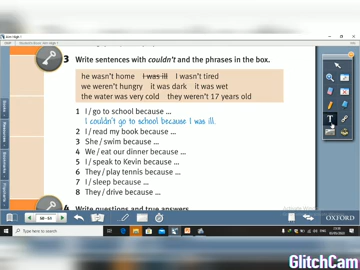 3 Write sentences with couldn't and the phrases in the box.
he wasn't home I was ill I wasn't tired
we weren't hungry it was dark it was wet
the water was very cold they weren't 17 years old
1 I / go to school because ...
I couldn't go to school because I was ill.
2 I / read my book because ...
3 She / swim because ...
4 We / eat our dinner because ...
5 I / speak to Kevin because ...
6 They / play tennis because ...
7 I / sleep because ...
8 They / drive because ...
4 Write questions and true answers.
50 - 51
OXFORD
Type here to search
GlitchCam